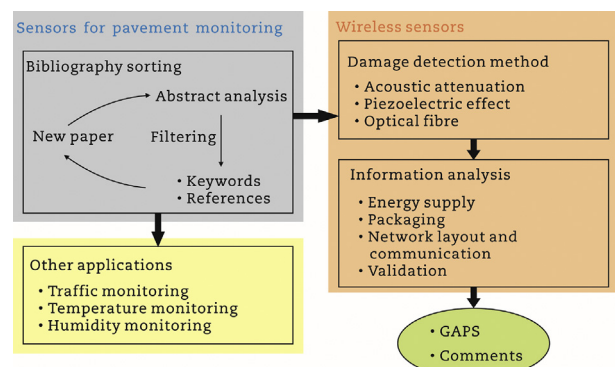 Sensors for pavement monitoring
Bibliography sorting
Abstract analysis
New paper
Filtering
• Keywords
• References
Other applications
• Traffic monitoring
• Temperature monitoring
• Humidity monitoring
Wireless sensors
Damage detection method
• Acoustic attenuation
• Piezoelectric effect
• Optical fibre
Information analysis
• Energy supply
• Packaging
• Network layout and
communication
• Validation
• GAPS
• Comments